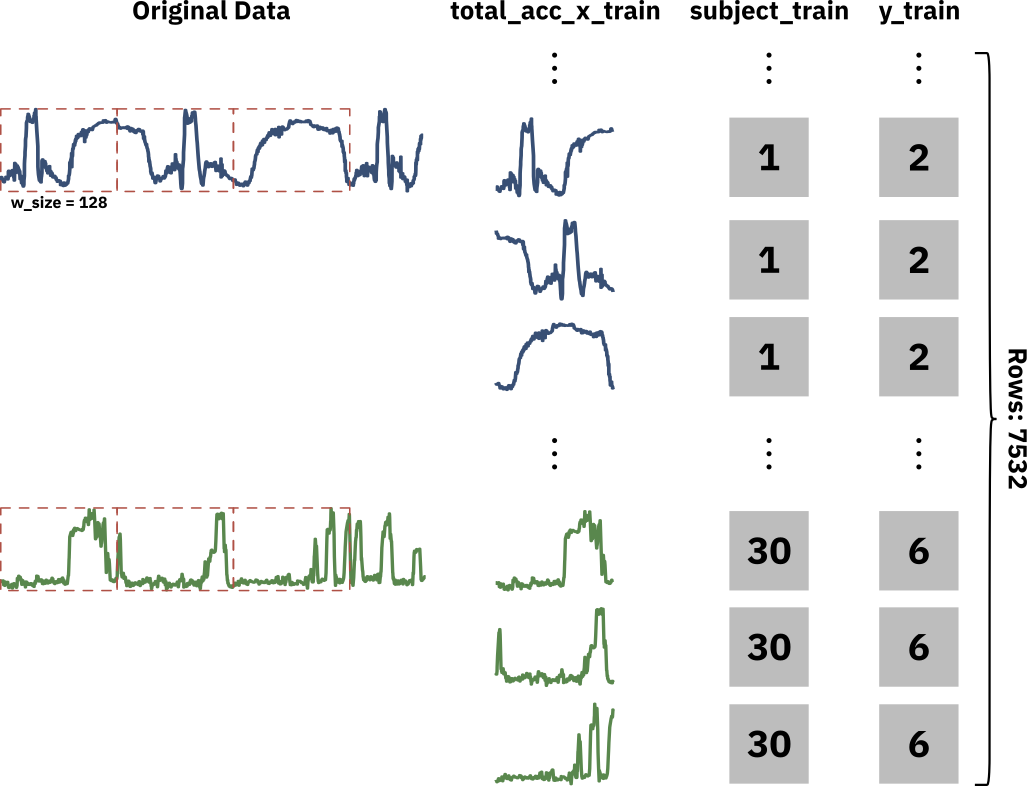 Original Data
total_acc_x_train
subject_train
y_train
w_size = 128
1
2
1
2
1
2
30
6
30
6
30
6
Rows: 7532